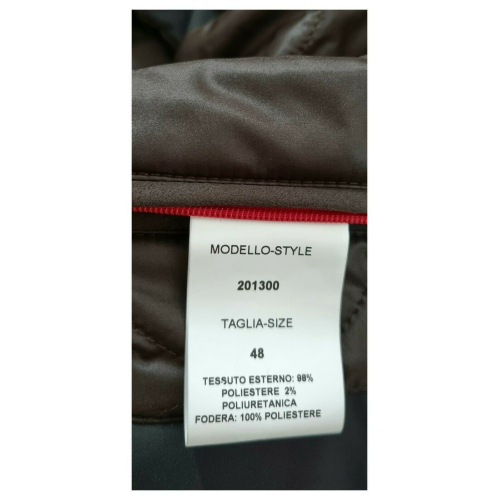 MODELLO-STYLE
201300
TAGLIA-SIZE
48
TESSUTO ESTERNO: 98%
POLIESTERE 2%
POLIURETANICA
FODERA: 100% POLIESTERE